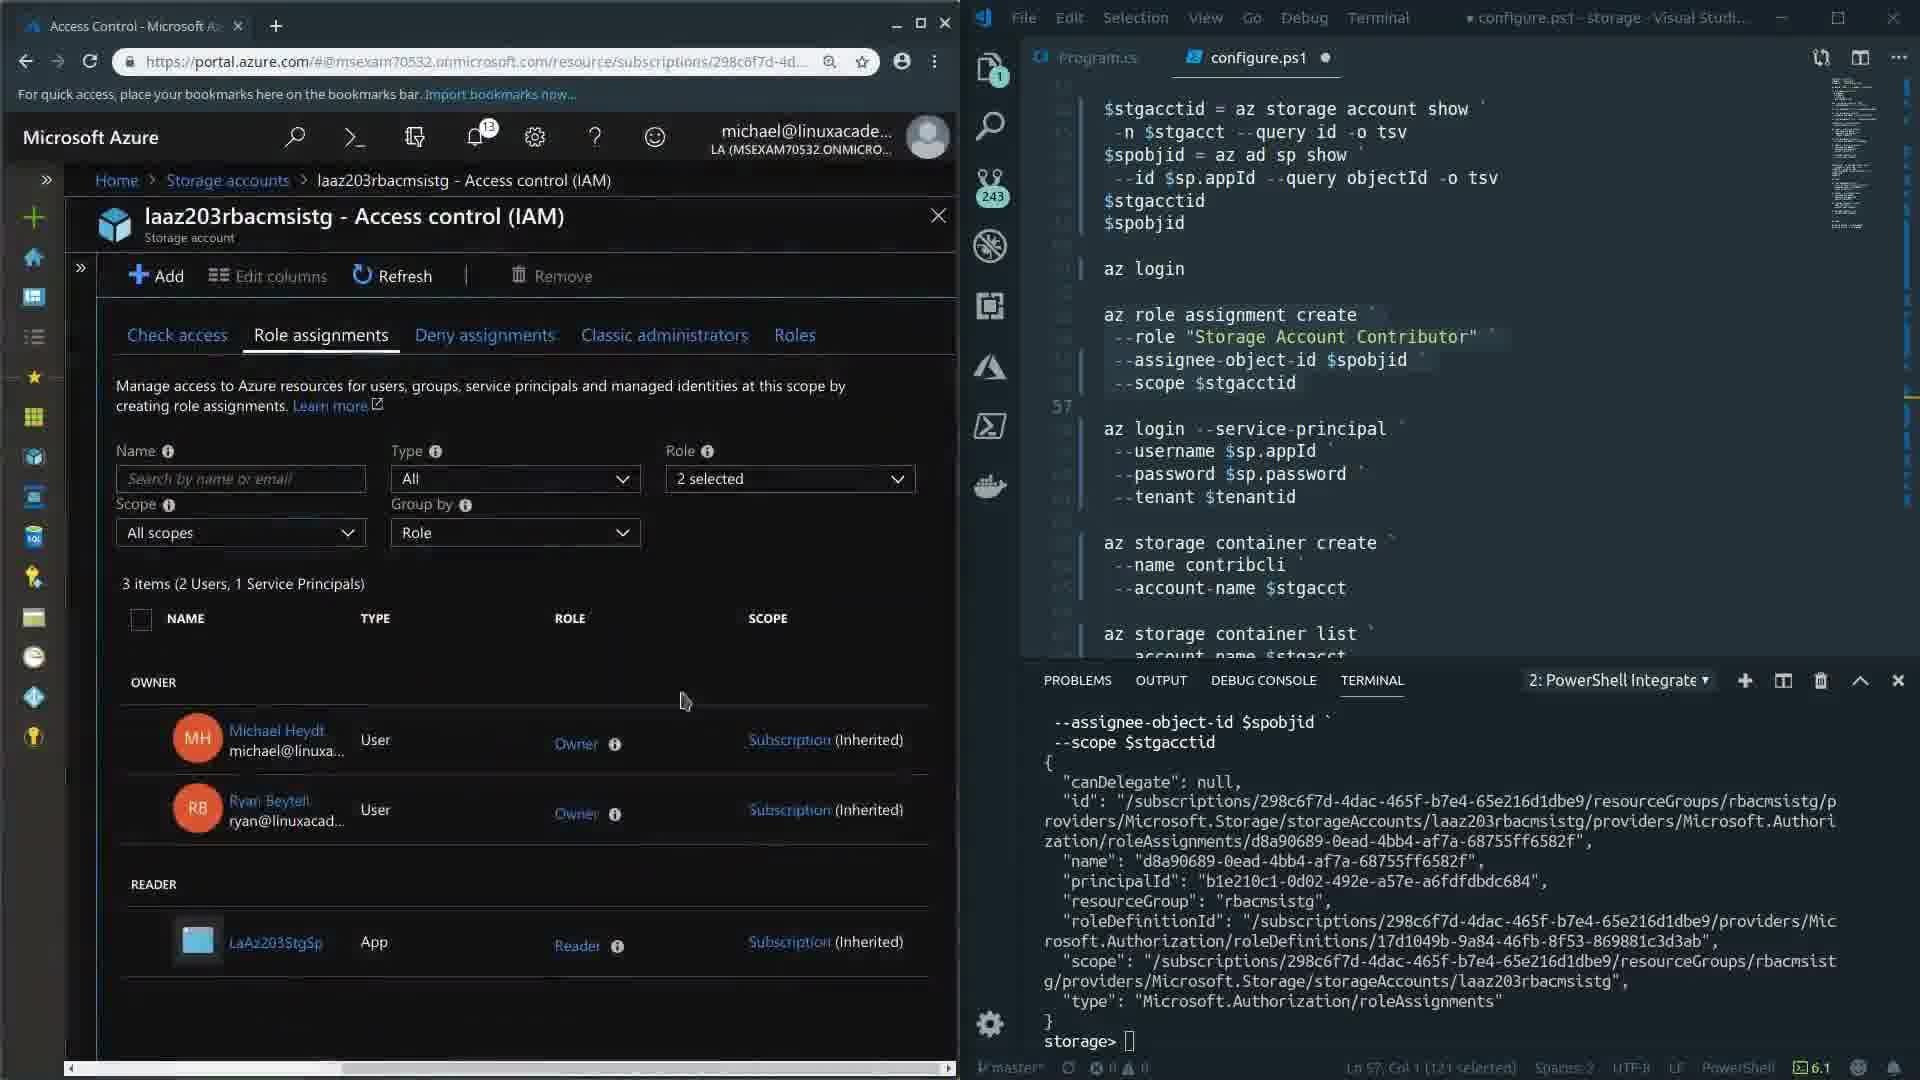 Access Control - Microsoft Az
https://portal.azure.com/#@msexam70532.onmicrosoft.com/resource/subscriptions/298c6f7d-4d...
For quick access, place your bookmarks here on the bookmarks bar. Import bookmarks now...
Microsoft Azure
13
michael@linuxacade...
LA (MSEXAM70532.ONMICRO...
Home > Storage accounts > laaz203rbacmsistg - Access control (IAM)
laaz203rbacmsistg - Access control (IAM)
Storage account
Add Edit columns Refresh Remove
Check access Role assignments Deny assignments Classic administrators Roles
Manage access to Azure resources for users, groups, service principals and managed identities at this scope by
creating role assignments. Learn more
Name Type Role
Search by name or email All 2 selected
Scope Group by
All scopes Role
3 items (2 Users, 1 Service Principals)
NAME TYPE ROLE SCOPE
OWNER
MH Michael Heydt User Owner Subscription (Inherited)
michael@linuxa...
RB Ryan Beytell User Owner Subscription (Inherited)
ryan@linuxacad...
READER
LaAz203StgSp App Reader Subscription (Inherited)
File Edit Selection View Go Debug Terminal ● configure.ps1 - storage - Visual Studi...
Program.cs configure.ps1
1
243
$stgacctid = az storage account show `
-n $stgacct --query id -o tsv
$spobjid = az ad sp show `
--id $sp.appId --query objectId -o tsv
$stgacctid
$spobjid
az login
az role assignment create `
--role "Storage Account Contributor" `
--assignee-object-id $spobjid `
--scope $stgacctid
57
az login --service-principal `
--username $sp.appId `
--password $sp.password `
--tenant $tenantid
az storage container create `
--name contribcli `
--account-name $stgacct
az storage container list `
--account-name $stgacct
PROBLEMS OUTPUT DEBUG CONSOLE TERMINAL 2: PowerShell Integrate
--assignee-object-id $spobjid `
--scope $stgacctid
{
"canDelegate": null,
"id": "/subscriptions/298c6f7d-4dac-465f-b7e4-65e216d1dbe9/resourceGroups/rbacmsistg/p
roviders/Microsoft.Storage/storageAccounts/laaz203rbacmsistg/providers/Microsoft.Authori
zation/roleAssignments/d8a90689-0ead-4bb4-af7a-68755ff6582f",
"name": "d8a90689-0ead-4bb4-af7a-68755ff6582f",
"principalId": "b1e210c1-0d02-492e-a57e-a6fdfdbdc684",
"resourceGroup": "rbacmsistg",
"roleDefinitionId": "/subscriptions/298c6f7d-4dac-465f-b7e4-65e216d1dbe9/providers/Mic
rosoft.Authorization/roleDefinitions/17d1049b-9a84-46fb-8f53-869881c3d3ab",
"scope": "/subscriptions/298c6f7d-4dac-465f-b7e4-65e216d1dbe9/resourceGroups/rbacmsist
g/providers/Microsoft.Storage/storageAccounts/laaz203rbacmsistg",
"type": "Microsoft.Authorization/roleAssignments"
}
storage>
master* 0 0 Ln 57, Col 1 (121 selected) Spaces: 2 UTF-8 LF PowerShell 6.1